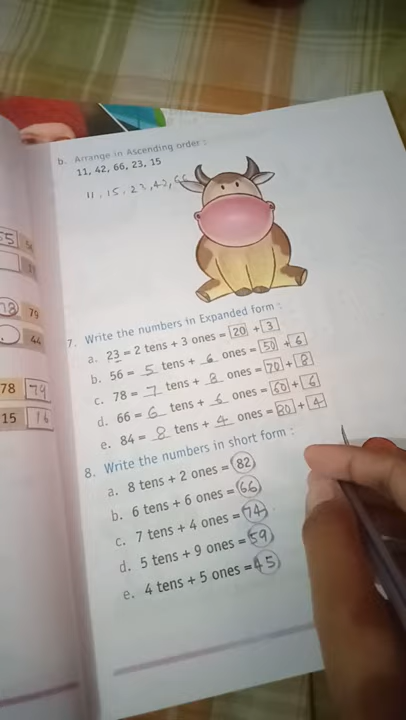 b. Arrange in Ascending order :
11, 42, 66, 23, 15
11, 15, 23, 42, 66
7. Write the numbers in Expanded form :
a. 23 = 2 tens + 3 ones = 20 + 3
b. 56 = 5 tens + 6 ones = 50 + 6
c. 78 = 7 tens + 8 ones = 70 + 8
d. 66 = 6 tens + 6 ones = 60 + 6
e. 84 = 8 tens + 4 ones = 80 + 4
8. Write the numbers in short form :
a. 8 tens + 2 ones = 82
b. 6 tens + 6 ones = 66
c. 7 tens + 4 ones = 74
d. 5 tens + 9 ones = 59
e. 4 tens + 5 ones = 45
78 79
44
78 79
15 16